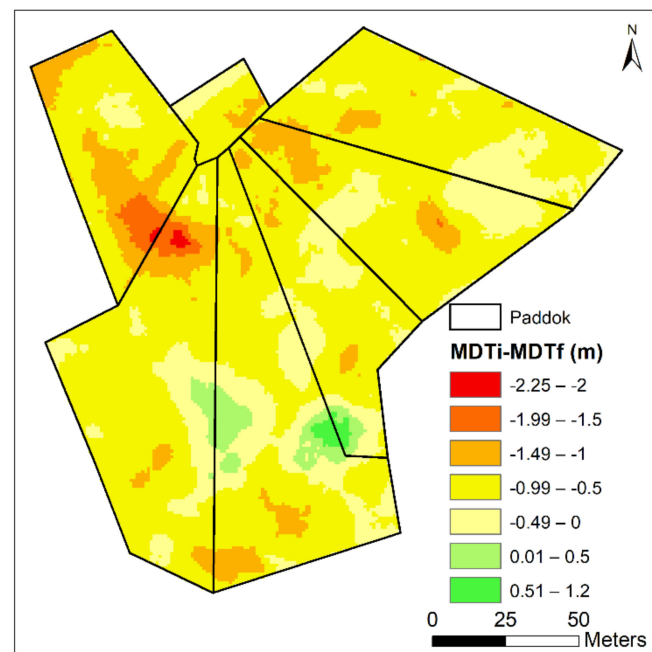 N
Paddok
MDTi-MDTf (m)
-2.25 – -2
-1.99 – -1.5
-1.49 – -1
-0.99 – -0.5
-0.49 – 0
0.01 – 0.5
0.51 – 1.2
0 25 50
Meters